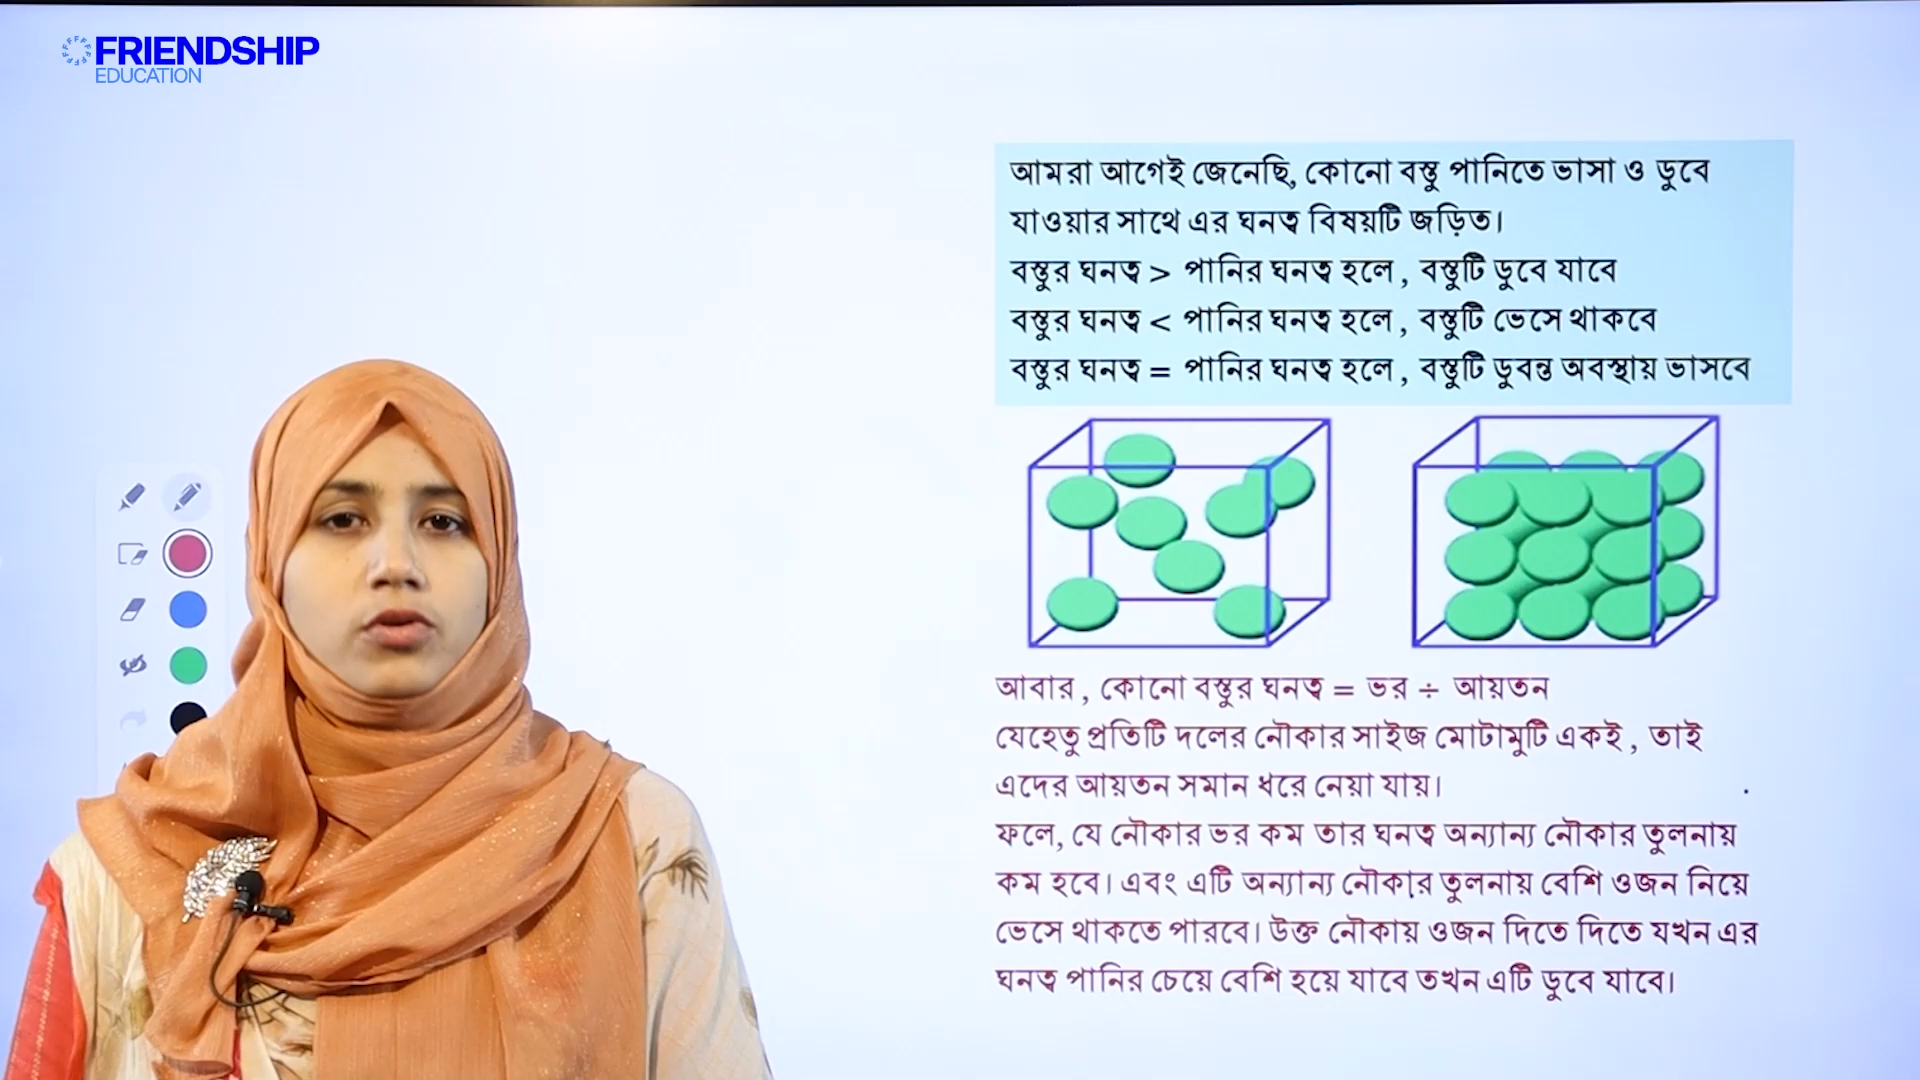 FRIENDSHIP
EDUCATION
আমরা আগেই জেনেছি, কোনো বস্তু পানিতে ভাসা ও ডুবে
যাওয়ার সাথে এর ঘনত্ব বিষয়টি জড়িত।
বস্তুর ঘনত্ব > পানির ঘনত্ব হলে, বস্তুটি ডুবে যাবে
বস্তুর ঘনত্ব < পানির ঘনত্ব হলে, বস্তুটি ভেসে থাকবে
বস্তুর ঘনত্ব = পানির ঘনত্ব হলে, বস্তুটি ডুবন্ত অবস্থায় ভাসবে
আবার, কোনো বস্তুর ঘনত্ব = ভর ÷ আয়তন
যেহেতু প্রতিটি দলের নৌকার সাইজ মোটামুটি একই, তাই
এদের আয়তন সমান ধরে নেয়া যায়।
ফলে, যে নৌকার ভর কম তার ঘনত্ব অন্যান্য নৌকার তুলনায়
কম হবে। এবং এটি অন্যান্য নৌকার তুলনায় বেশি ওজন নিয়ে
ভেসে থাকতে পারবে। উক্ত নৌকায় ওজন দিতে দিতে যখন এর
ঘনত্ব পানির চেয়ে বেশি হয়ে যাবে তখন এটি ডুবে যাবে।